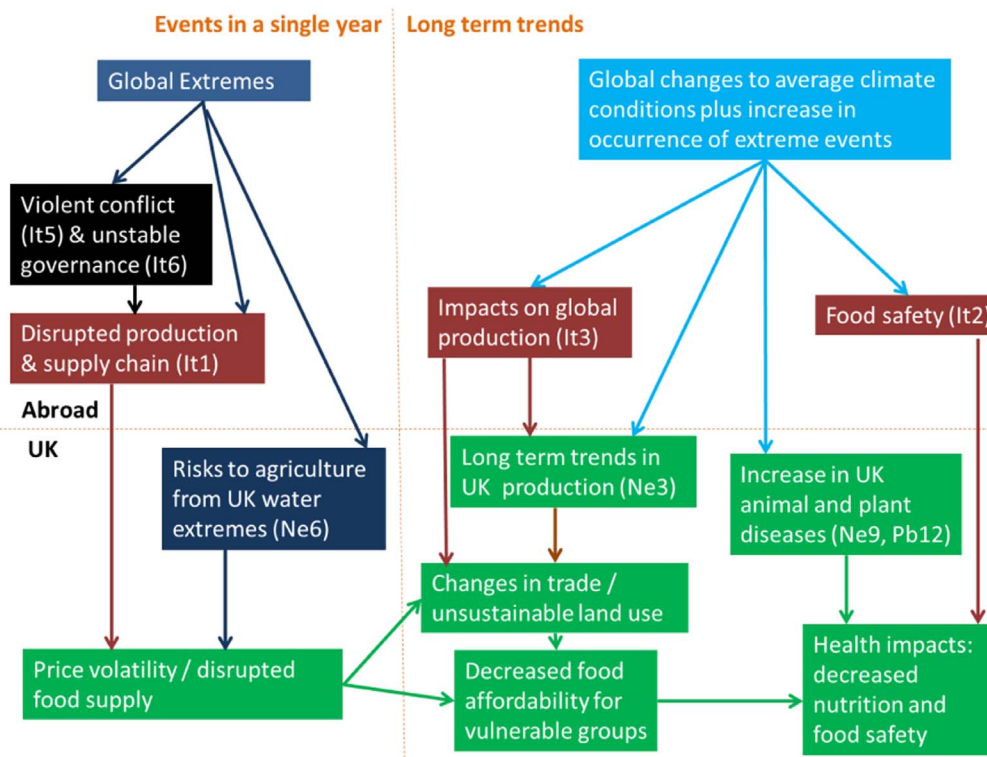 Events in a single year
Long term trends
Global Extremes
Global changes to average climate
conditions plus increase in
occurrence of extreme events
Violent conflict
(It5) & unstable
governance (It6)
Disrupted production
& supply chain (It1)
Impacts on global
production (It3)
Food safety (It2)
Abroad
UK
Risks to agriculture
from UK water
extremes (Ne6)
Long term trends in
UK production (Ne3)
Increase in UK
animal and plant
diseases (Ne9, Pb12)
Changes in trade /
unsustainable land use
Price volatility / disrupted
food supply
Decreased food
affordability for
vulnerable groups
Health impacts:
decreased
nutrition and
food safety